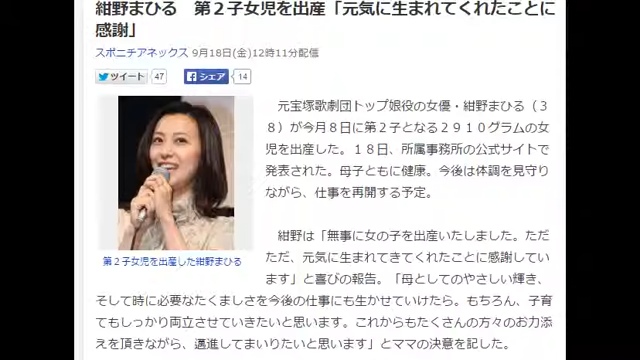 紺野まひる　第２子女児を出産「元気に生まれてくれたことに
感謝」
スポニチアネックス 9月18日(金)12時11分配信
ツイート 47 シェア 14
元宝塚歌劇団トップ娘役の女優・紺野まひる（３
８）が今月８日に第２子となる２９１０グラムの女
児を出産した。１８日、所属事務所の公式サイトで
発表された。母子ともに健康。今後は体調を見守り
ながら、仕事を再開する予定。
第２子女児を出産した紺野まひる
紺野は「無事に女の子を出産いたしました。ただ
ただ、元気に生まれてきてくれたことに感謝してい
ます」と喜びの報告。「母としてのやさしい輝き、
そして時に必要なたくましさを今後の仕事にも生かせていけたら。もちろん、子育
てもしっかり両立させていきたいと思います。これからもたくさんの方々のお力添
えを頂きながら、邁進してまいりたいと思います」とママの決意を記した。